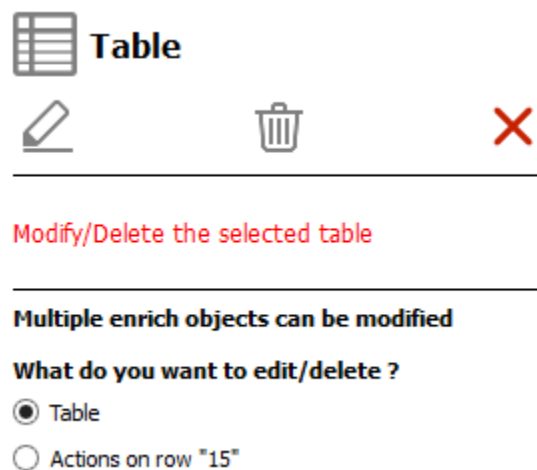 Table
Modify/Delete the selected table
Multiple enrich objects can be modified
What do you want to edit/delete ?
Table
Actions on row "15"